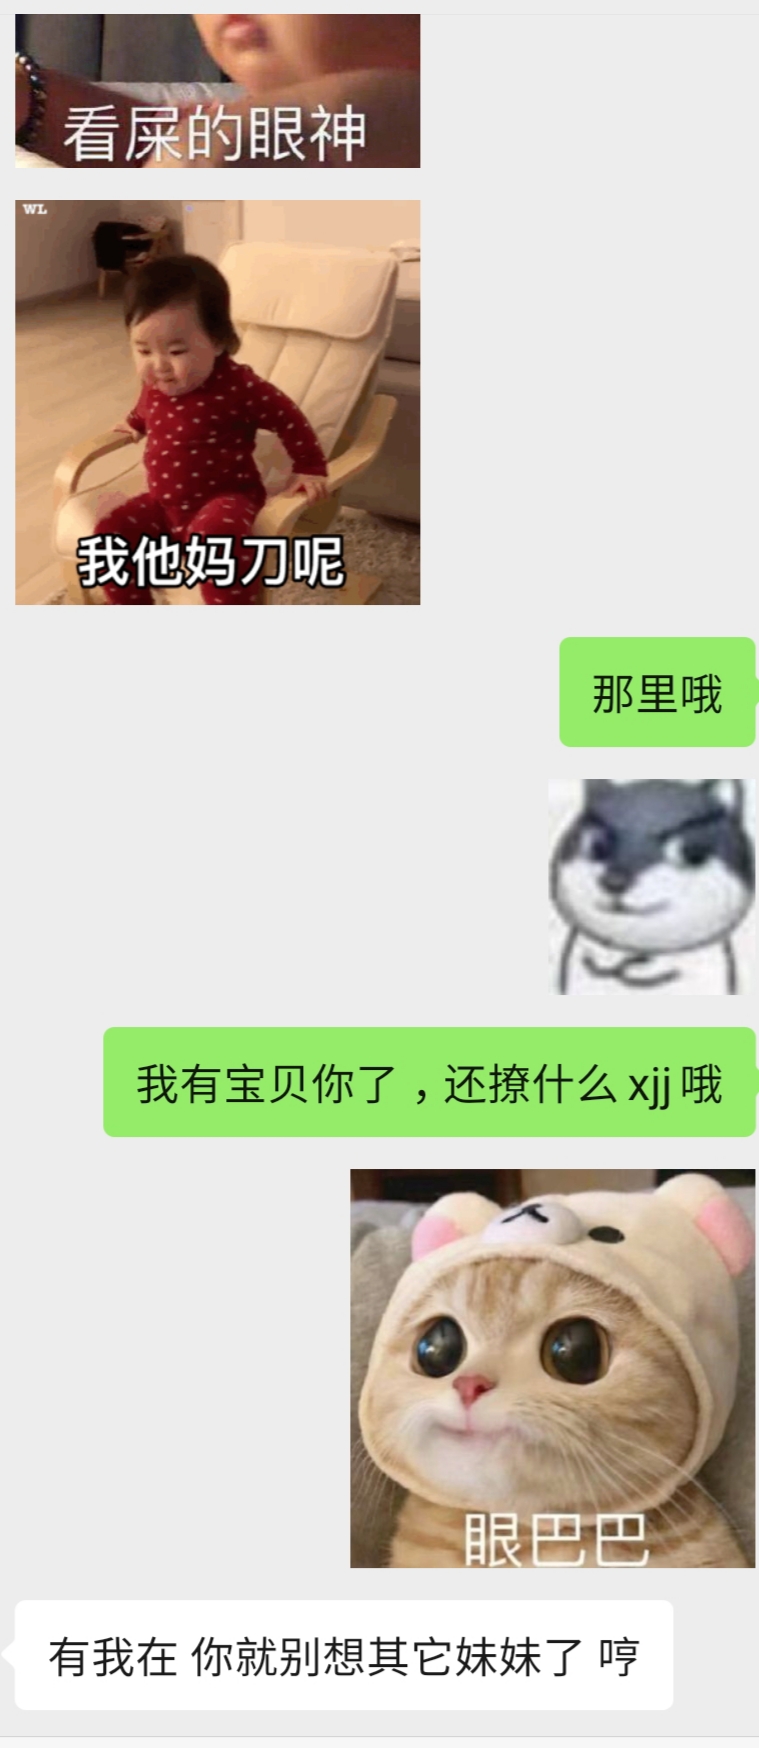 看屎的眼神
WL
我他妈刀呢
那里哦
我有宝贝你了，还撩什么 xjj 哦
眼巴巴
有我在 你就别想其它妹妹了 哼